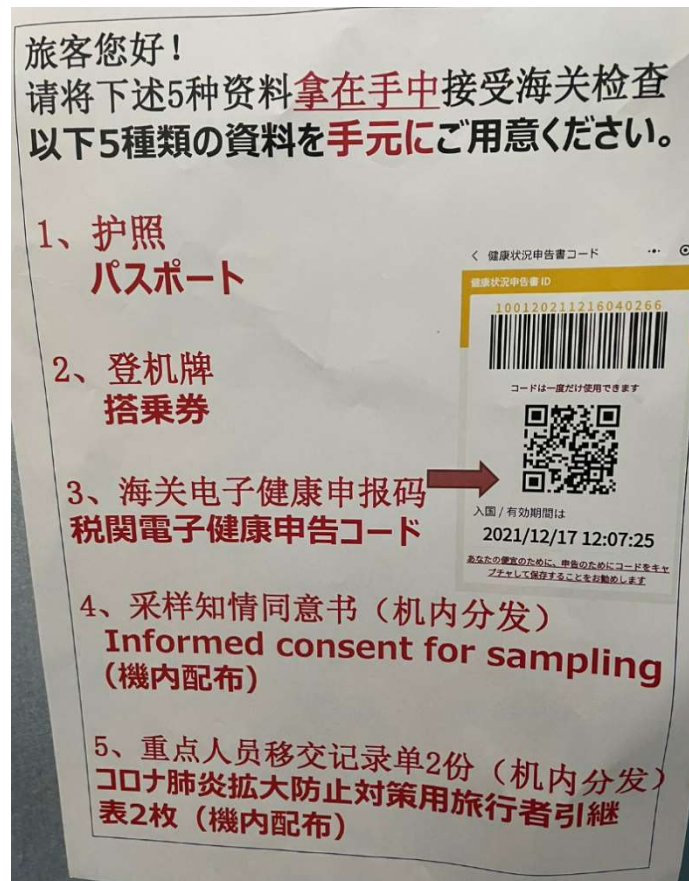 旅客您好！
请将下述5种资料拿在手中接受海关检查
以下5種類の資料を手元にご用意ください。
1、护照
パスポート
2、登机牌
搭乗券
3、海关电子健康申报码
税関電子健康申告コード
健康状況申告書コード
健康状況申告書 ID
100120211216040266
コードは一度だけ使用できます
入国 / 有効期間は
2021/12/17 12:07:25
あなたの便宜のために、申告のためにコードをキャ
プチャして保存することをお勧めします
4、采样知情同意书（机内分发）
Informed consent for sampling
(機内配布)
5、重点人员移交记录单2份（机内分发）
コロナ肺炎拡大防止対策用旅行者引継
表2枚（機内配布）